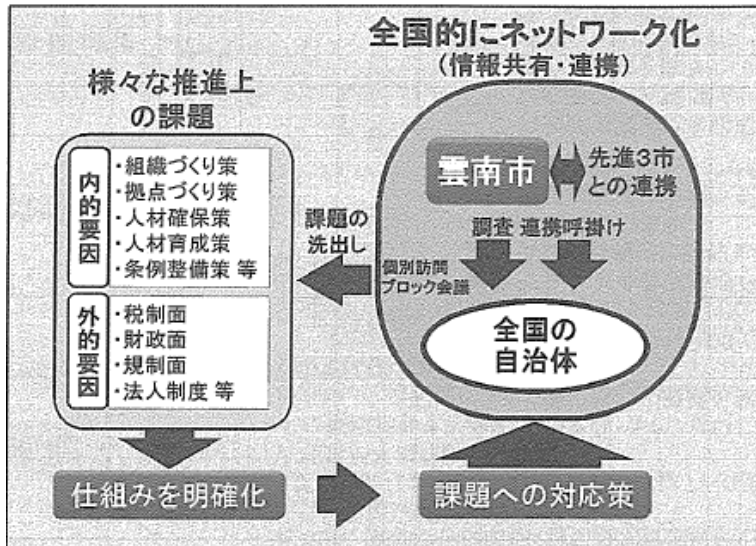 全国的にネットワーク化
(情報共有・連携)
様々な推進上
の課題
内的要因
・組織づくり策
・拠点づくり策
・人材確保策
・人材育成策
・条例整備策 等
外的要因
・税制面
・財政面
・規制面
・法人制度 等
課題の
洗出し
雲南市
先進3市
との連携
調査 連携呼掛け
個別訪問
ブロック会議
全国の
自治体
仕組みを明確化
課題への対応策